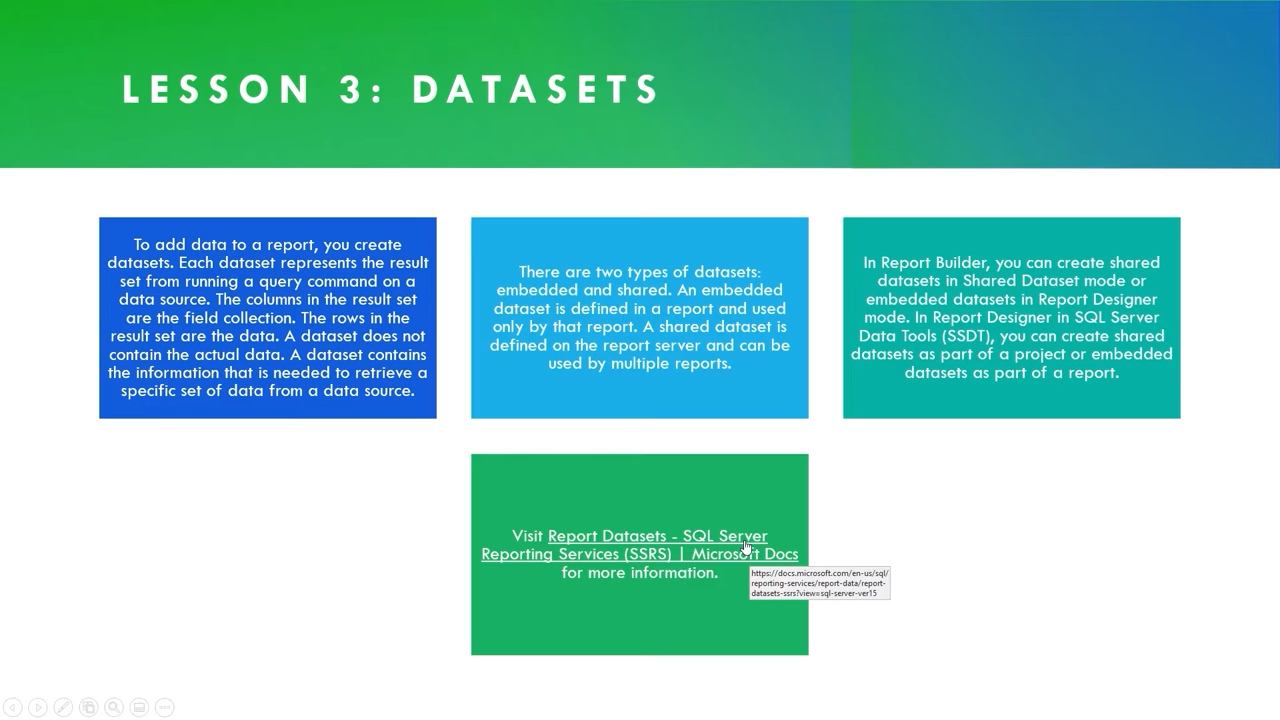 LESSON 3: DATASETS
To add data to a report, you create
datasets. Each dataset represents the result
set from running a query command on a
data source. The columns in the result set
are the field collection. The rows in the
result set are the data. A dataset does not
contain the actual data. A dataset contains
the information that is needed to retrieve a
specific set of data from a data source.
There are two types of datasets:
embedded and shared. An embedded
dataset is defined in a report and used
only by that report. A shared dataset is
defined on the report server and can be
used by multiple reports.
In Report Builder, you can create shared
datasets in Shared Dataset mode or
embedded datasets in Report Designer
mode. In Report Designer in SQL Server
Data Tools (SSDT), you can create shared
datasets as part of a project or embedded
datasets as part of a report.
Visit Report Datasets - SQL Server
Reporting Services (SSRS) | Microsoft Docs
for more information.
https://docs.microsoft.com/en-us/sql/
reporting-services/report-data/report-
datasets-ssrs?view=sql-server-ver15